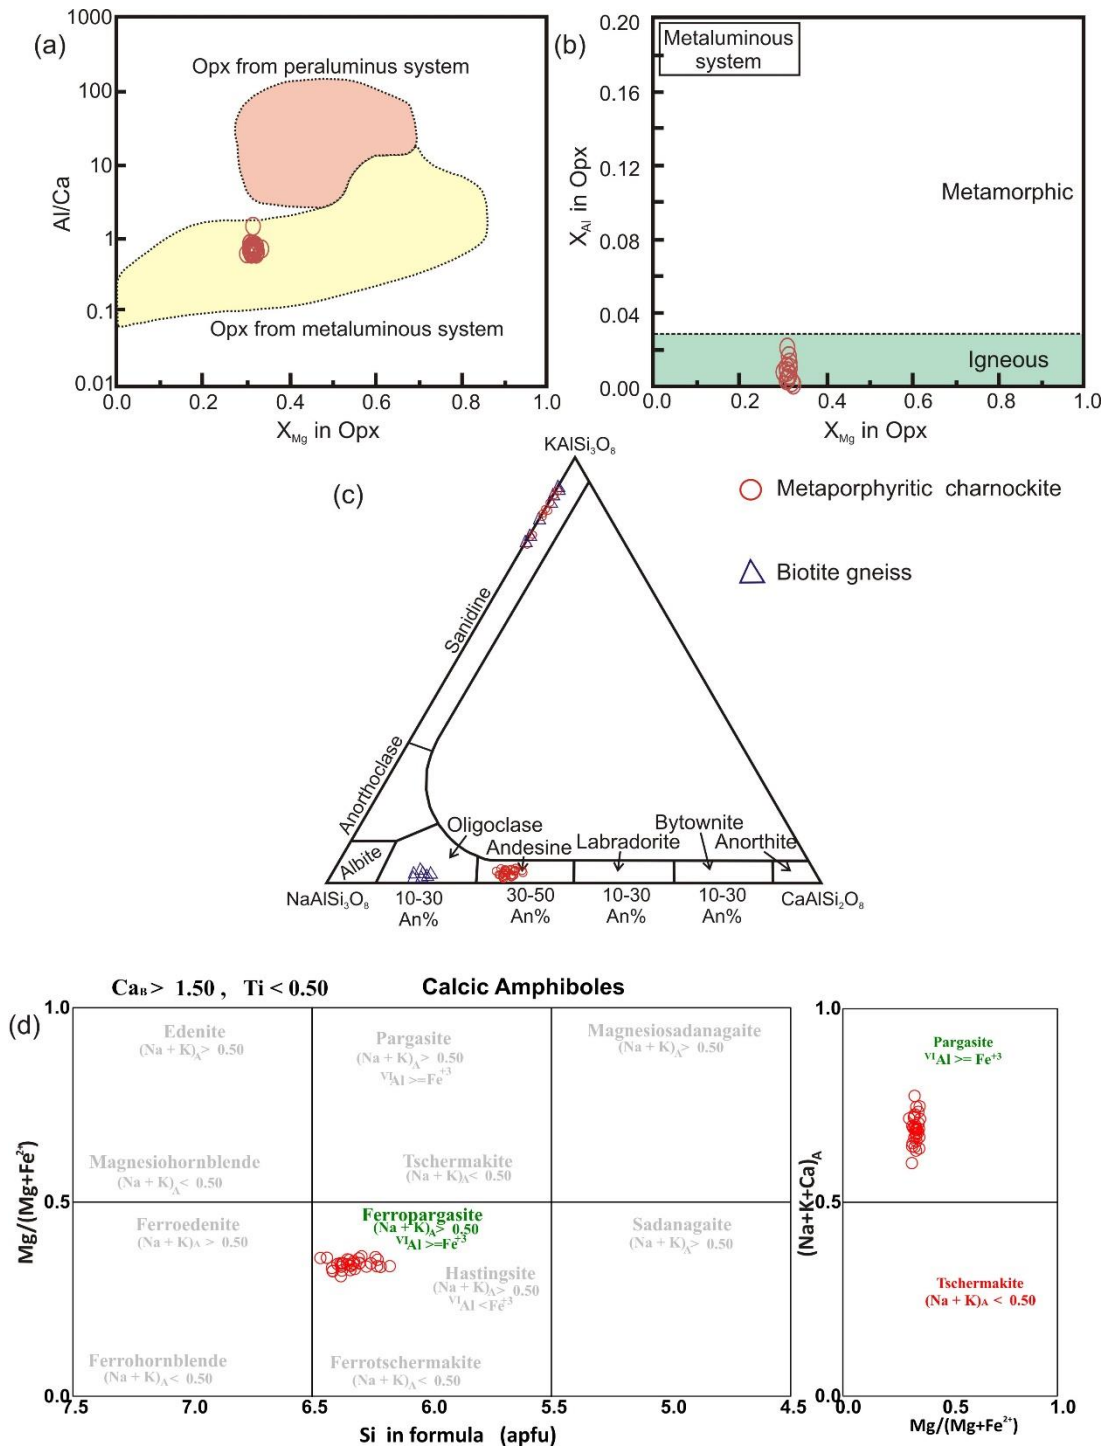 (a)
1000
100
10
1
0.1
0.01
Al/Ca
Opx from peraluminus system
Opx from metaluminous system
0.0 0.2 0.4 0.6 0.8 1.0
X_Mg in Opx
(b)
0.20
0.16
0.12
0.08
0.04
0.00
X_Al in Opx
Metaluminous
system
Metamorphic
Igneous
0.0 0.2 0.4 0.6 0.8 1.0
X_Mg in Opx
(c)
KAlSi₃O₈
Metaporphyritic charnockite
Biotite gneiss
Sanidine
Anorthoclase
Albite
Oligoclase
Andesine
Labradorite
Bytownite
Anorthite
NaAlSi₃O₈
10-30
An%
30-50
An%
10-30
An%
10-30
An%
CaAlSi₂O₈
(d)
Ca_B > 1.50 , Ti < 0.50
Calcic Amphiboles
1.0
0.5
0.0
Mg/(Mg+Fe²⁺)
Edenite
(Na + K)_A > 0.50
Pargasite
(Na + K)_A > 0.50
ⱽᴵAl >=Fe⁺³
Magnesiosadanagaite
(Na + K)_A > 0.50
Magnesiohornblende
(Na + K)_A < 0.50
Tschermakite
(Na + K)_A < 0.50
Ferroedenite
(Na + K)_A > 0.50
Ferropargasite
(Na + K)_A > 0.50
ⱽᴵAl >=Fe⁺³
Sadanagaite
(Na + K)_A > 0.50
Hastingsite
(Na + K)_A > 0.50
ⱽᴵAl <Fe⁺³
Ferrohornblende
(Na + K)_A < 0.50
Ferrotschermakite
(Na + K)_A < 0.50
7.5 7.0 6.5 6.0 5.5 5.0 4.5
Si in formula (apfu)
1.0
0.5
0.0
(Na+K+Ca)_A
Pargasite
ⱽᴵAl >= Fe⁺³
Tschermakite
(Na + K)_A < 0.50
0.0 0.5 1.0
Mg/(Mg+Fe²⁺)